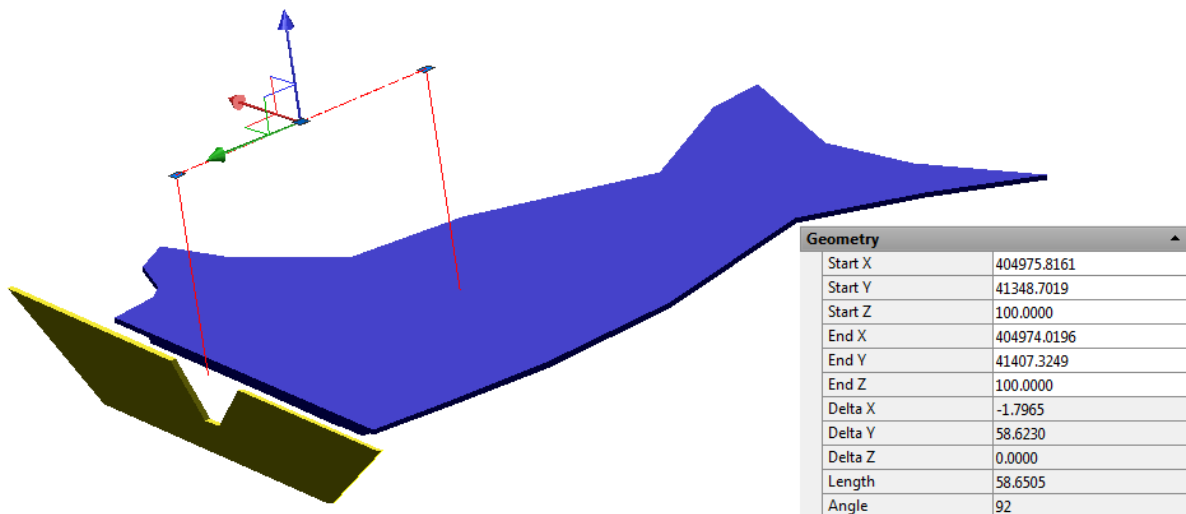 Geometry
Start X 404975.8161
Start Y 41348.7019
Start Z 100.0000
End X 404974.0196
End Y 41407.3249
End Z 100.0000
Delta X -1.7965
Delta Y 58.6230
Delta Z 0.0000
Length 58.6505
Angle 92